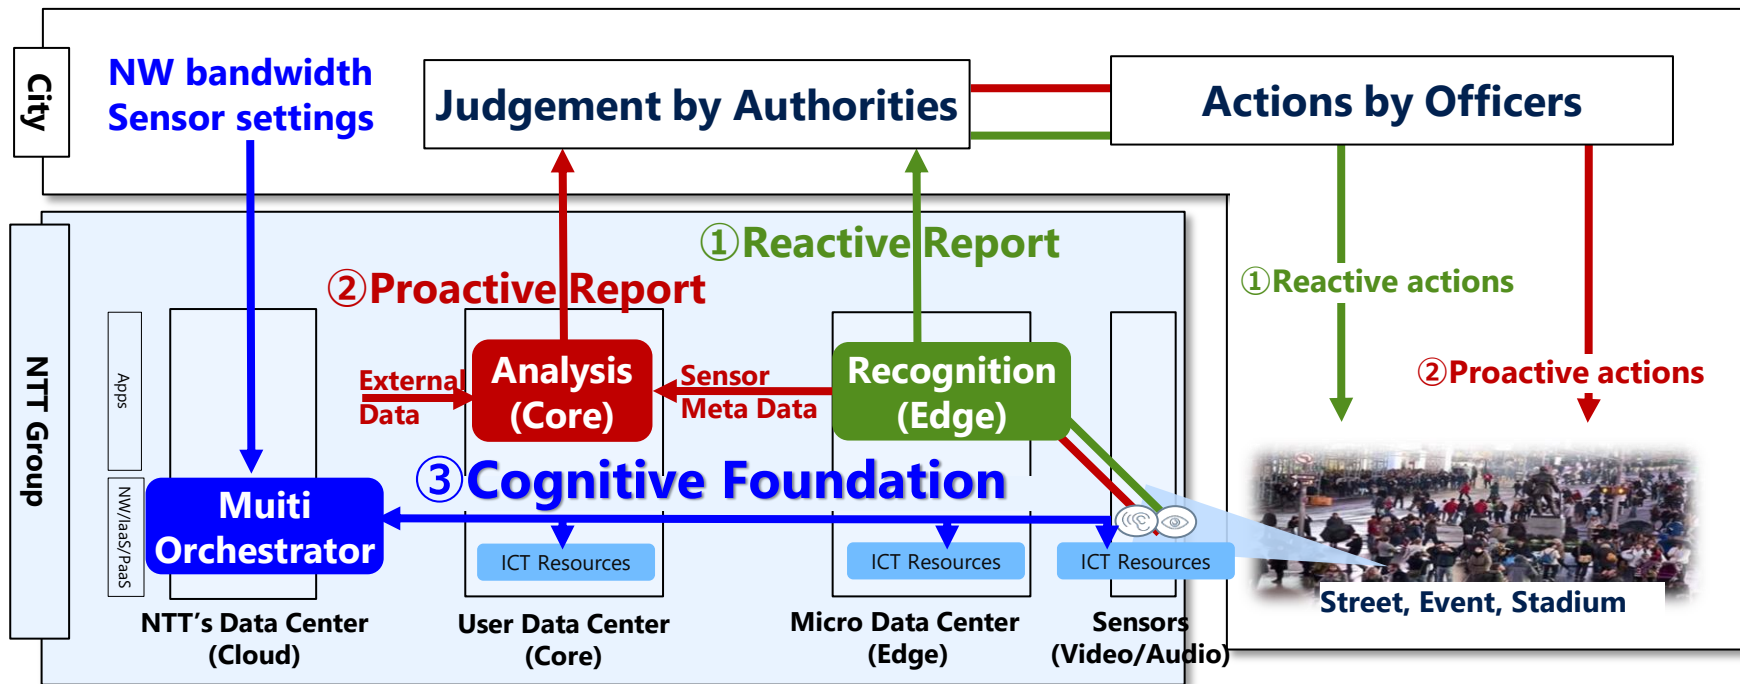 City
NW bandwidth
Sensor settings
Judgement by Authorities
Actions by Officers
NTT Group
①Reactive Report
②Proactive Report
①Reactive actions
②Proactive actions
Apps
External
Data
Analysis
(Core)
Sensor
Meta Data
Recognition
(Edge)
③Cognitive Foundation
NW/IaaS/PaaS
Muiti
Orchestrator
ICT Resources
ICT Resources
ICT Resources
Street, Event, Stadium
NTT’s Data Center
(Cloud)
User Data Center
(Core)
Micro Data Center
(Edge)
Sensors
(Video/Audio)